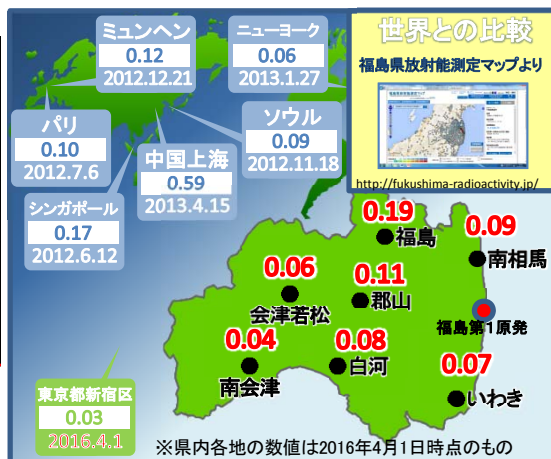 世界との比較
福島県放射能測定マップより
http://fukushima-radioactivity.jp/
ミュンヘン
0.12
2012.12.21
ニューヨーク
0.06
2013.1.27
パリ
0.10
2012.7.6
中国上海
0.59
2013.4.15
ソウル
0.09
2012.11.18
シンガポール
0.17
2012.6.12
0.19
福島
0.09
南相馬
0.06
会津若松
0.11
郡山
福島第1原発
0.04
南会津
0.08
白河
0.07
いわき
東京都新宿区
0.03
2016.4.1
※県内各地の数値は2016年4月1日時点のもの